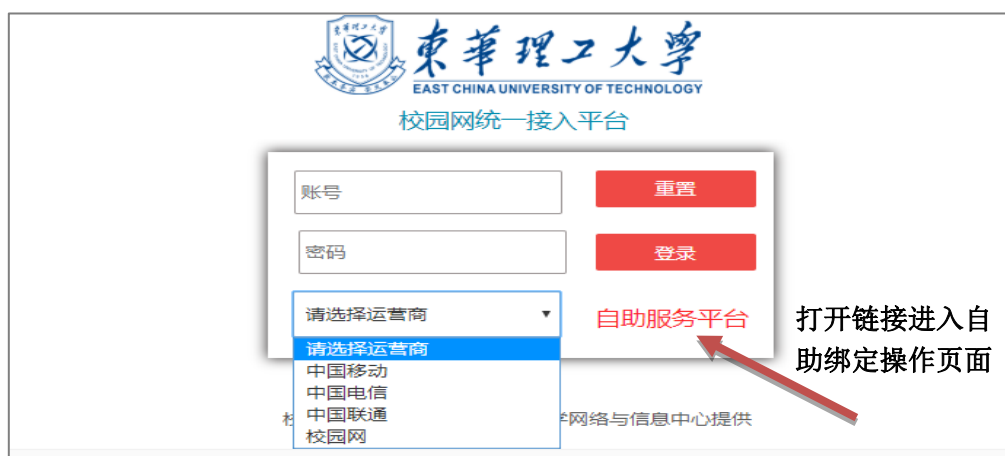 東華理工大學
EAST CHINA UNIVERSITY OF TECHNOLOGY
校园网统一接入平台
账号
重置
密码
登录
请选择运营商
自助服务平台
打开链接进入自
助绑定操作页面
请选择运营商
中国移动
中国电信
中国联通
校园网
网络与信息中心提供